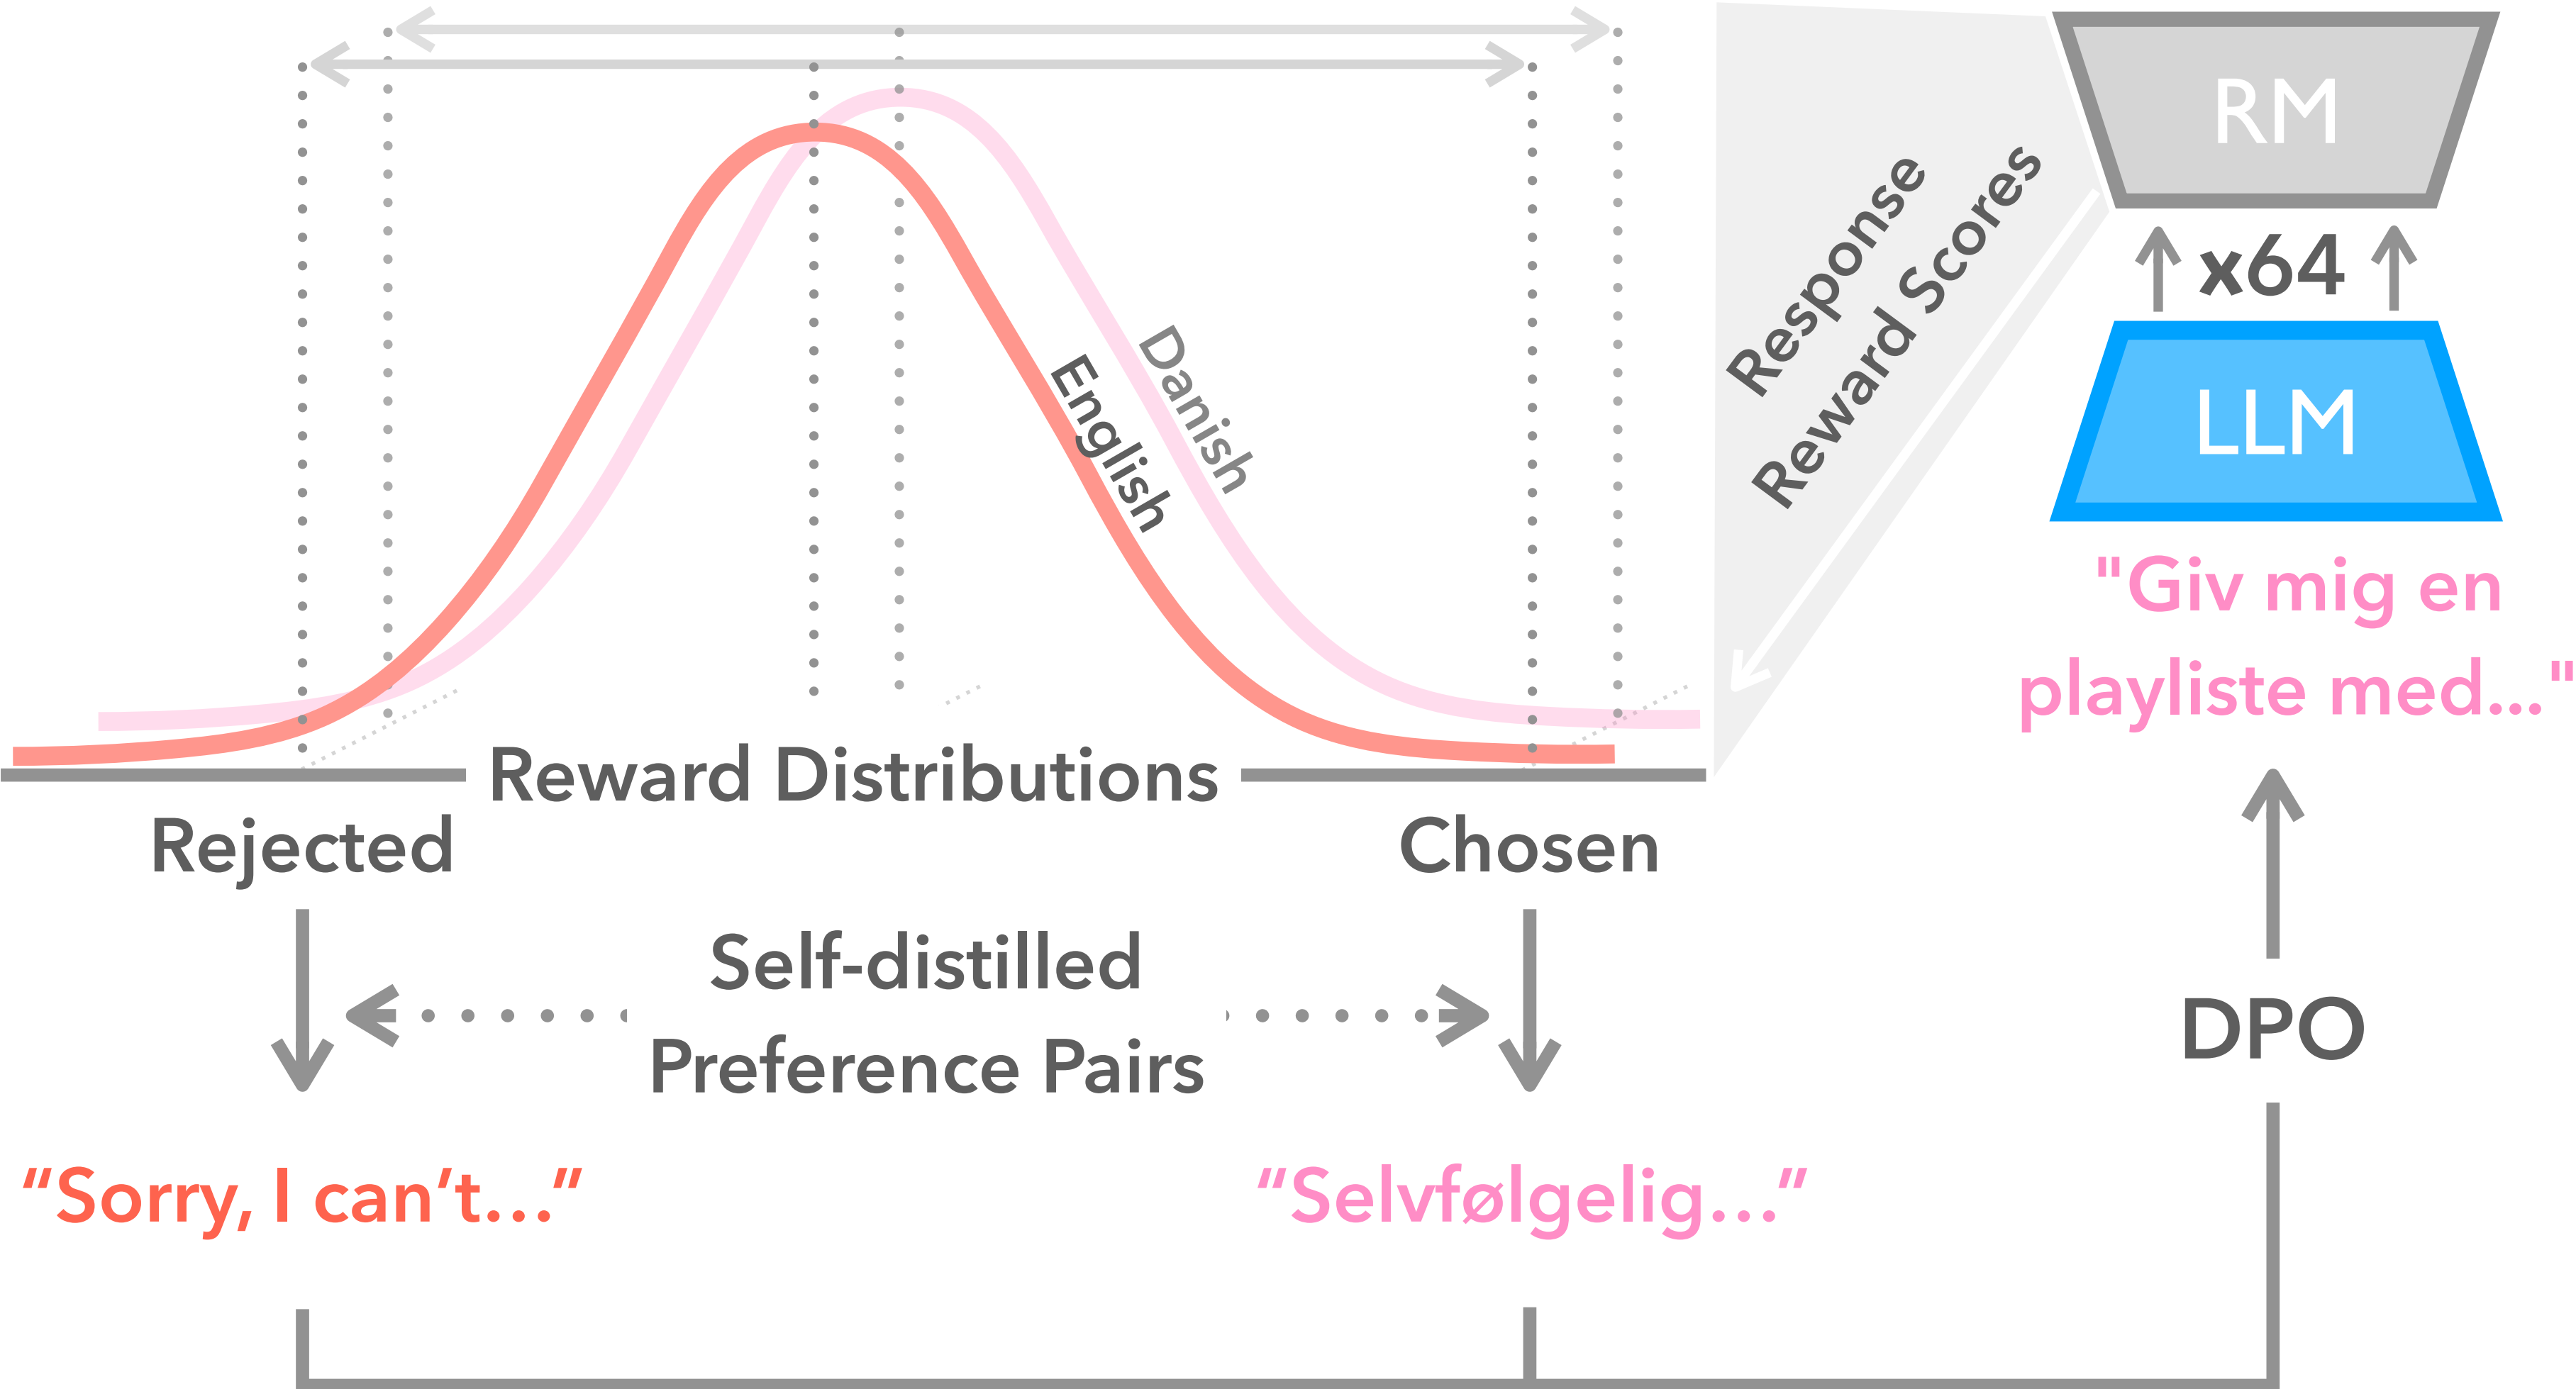 RM
x64
LLM
"Giv mig en
playliste med..."
Response
Reward Scores
Danish
English
Reward Distributions
Rejected
Chosen
Self-distilled
Preference Pairs
DPO
“Sorry, I can‘t…”
“Selvfølgelig…”